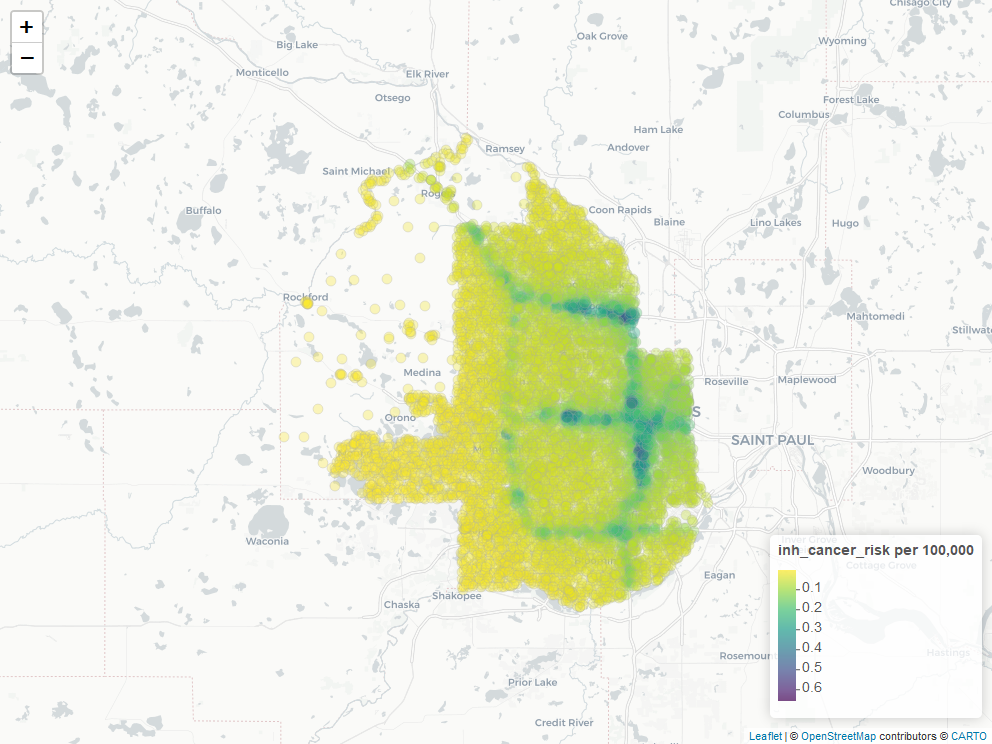 +
−
Chisago City
Oak Grove
Wyoming
Big Lake
Monticello
Elk River
Otsego
Forest Lake
Columbus
Ham Lake
Andover
Ramsey
Saint Michael
Buffalo
Coon Rapids
Blaine
Lino Lakes
Hugo
Rockford
Mahtomedi
Medina
Roseville
Maplewood
Orono
S
SAINT PAUL
Woodbury
Waconia
Inver Grove
inh_cancer_risk per 100,000
Cottage Grove
0.1
0.2
0.3
0.4
0.5
0.6
Eagan
Shakopee
Chaska
Rosemoun
Hastings
Prior Lake
Credit River
Leaflet | © OpenStreetMap contributors © CARTO